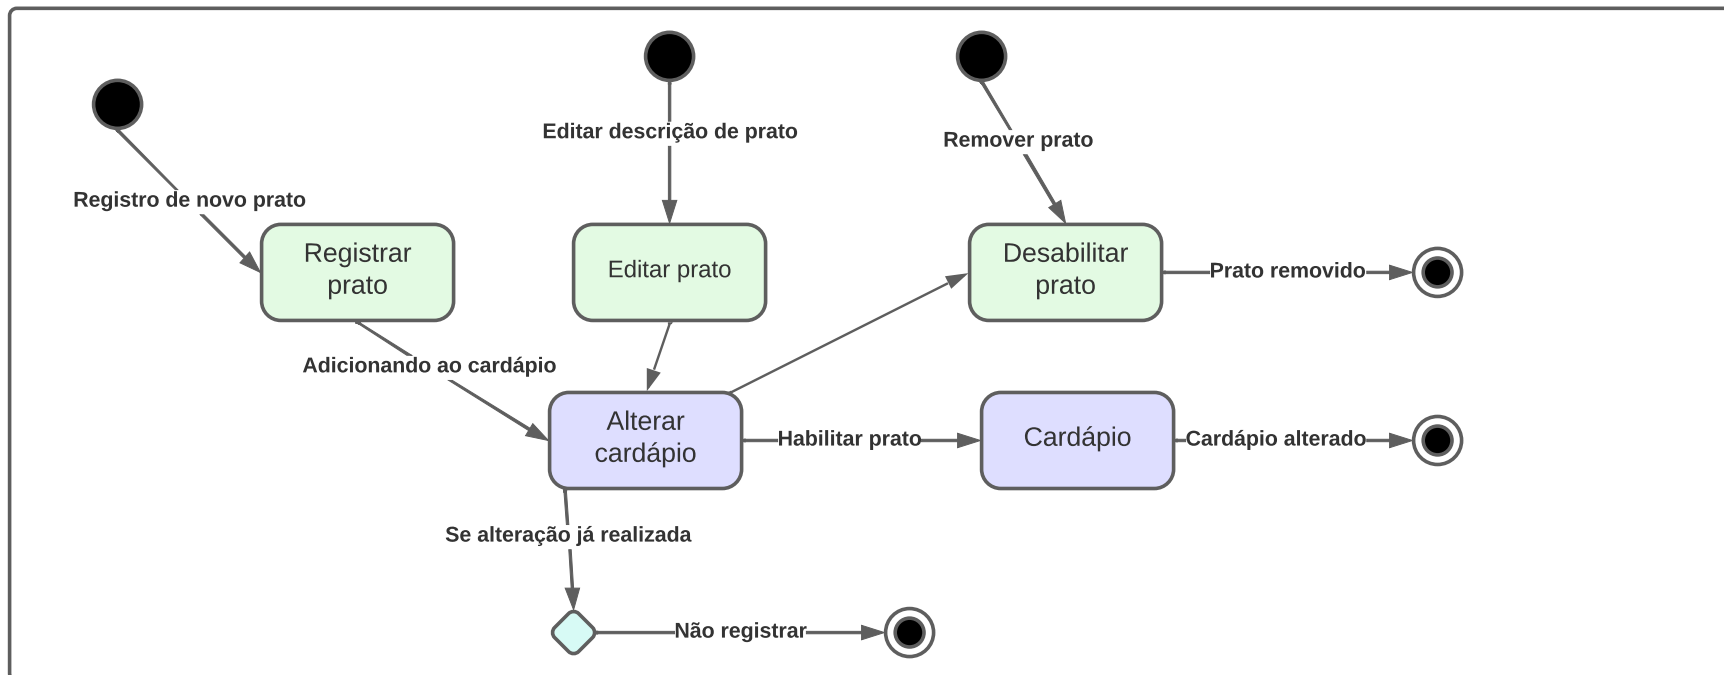 Editar descrição de prato
Remover prato
Registro de novo prato
Registrar
prato
Editar prato
Desabilitar
prato
Prato removido
Adicionando ao cardápio
Alterar
cardápio
Habilitar prato
Cardápio
Cardápio alterado
Se alteração já realizada
Não registrar